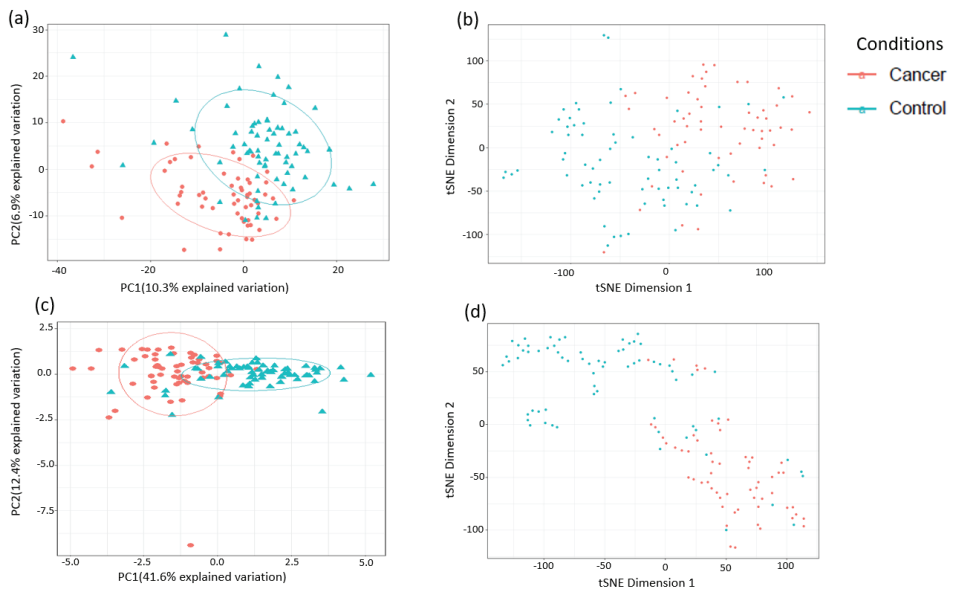 (a)
30
20
10
0
-10
-40
-20
0
20
PC2(6.9% explained variation)
PC1(10.3% explained variation)
(b)
100
50
0
-50
-100
-100
0
100
tSNE Dimension 2
tSNE Dimension 1
Conditions
Cancer
Control
(c)
2.5
0.0
-2.5
-5.0
-7.5
-5.0
-2.5
0.0
2.5
5.0
PC2(12.4% explained variation)
PC1(41.6% explained variation)
(d)
50
0
-50
-100
-100
-50
0
50
100
tSNE Dimension 2
tSNE Dimension 1